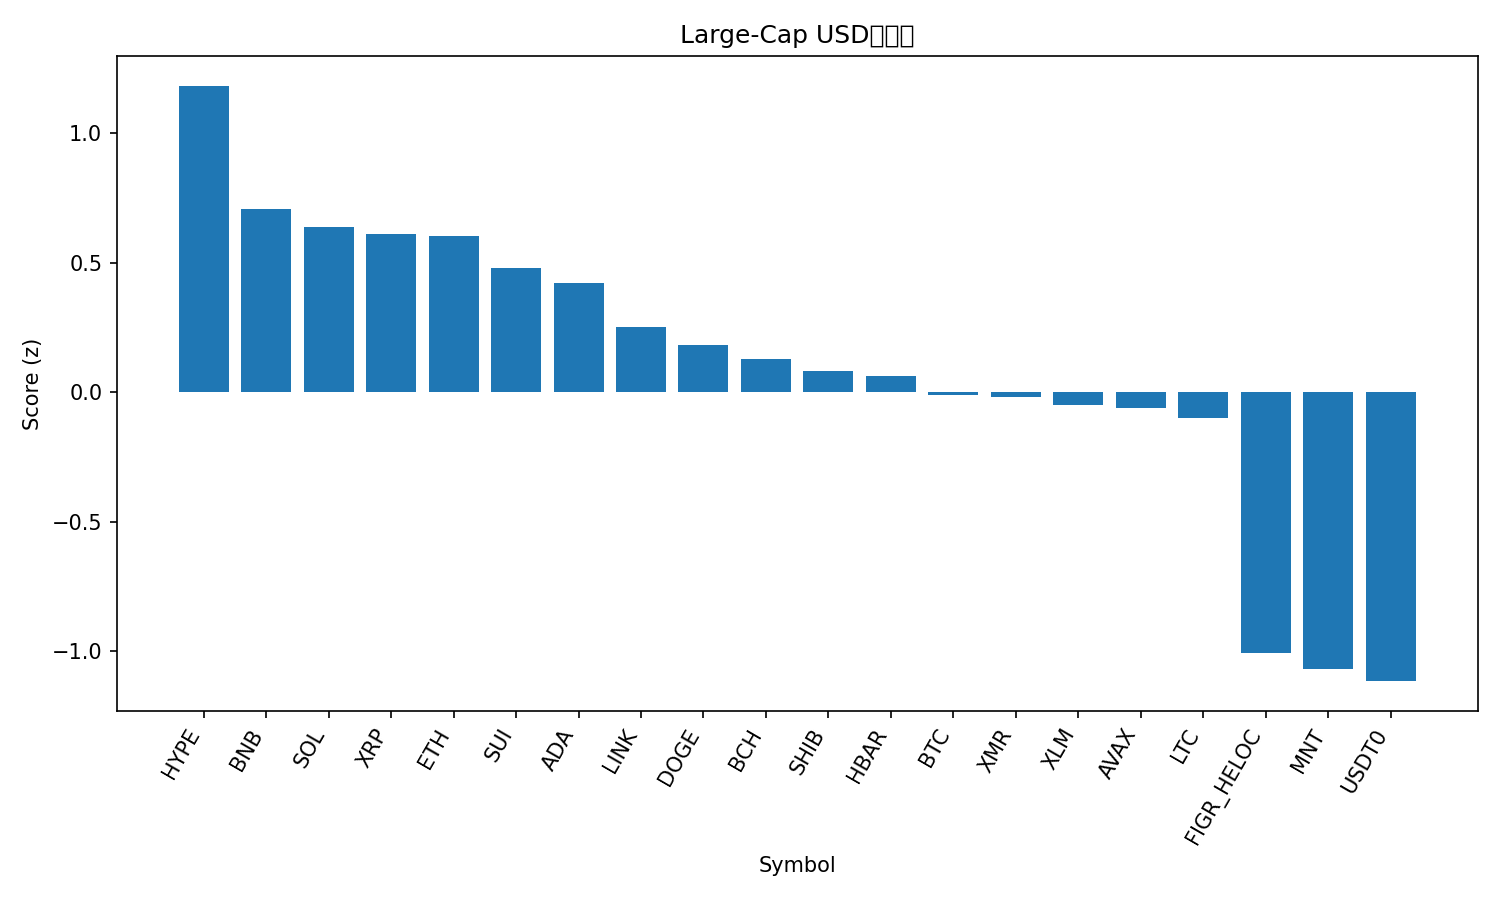 Large-Cap USD
Score (z)
1.0
0.5
0.0
−0.5
−1.0
HYPE
BNB
SOL
XRP
ETH
SUI
ADA
LINK
DOGE
BCH
SHIB
HBAR
BTC
XMR
XLM
AVAX
LTC
FIGR_HELOC
MNT
USDT0
Symbol